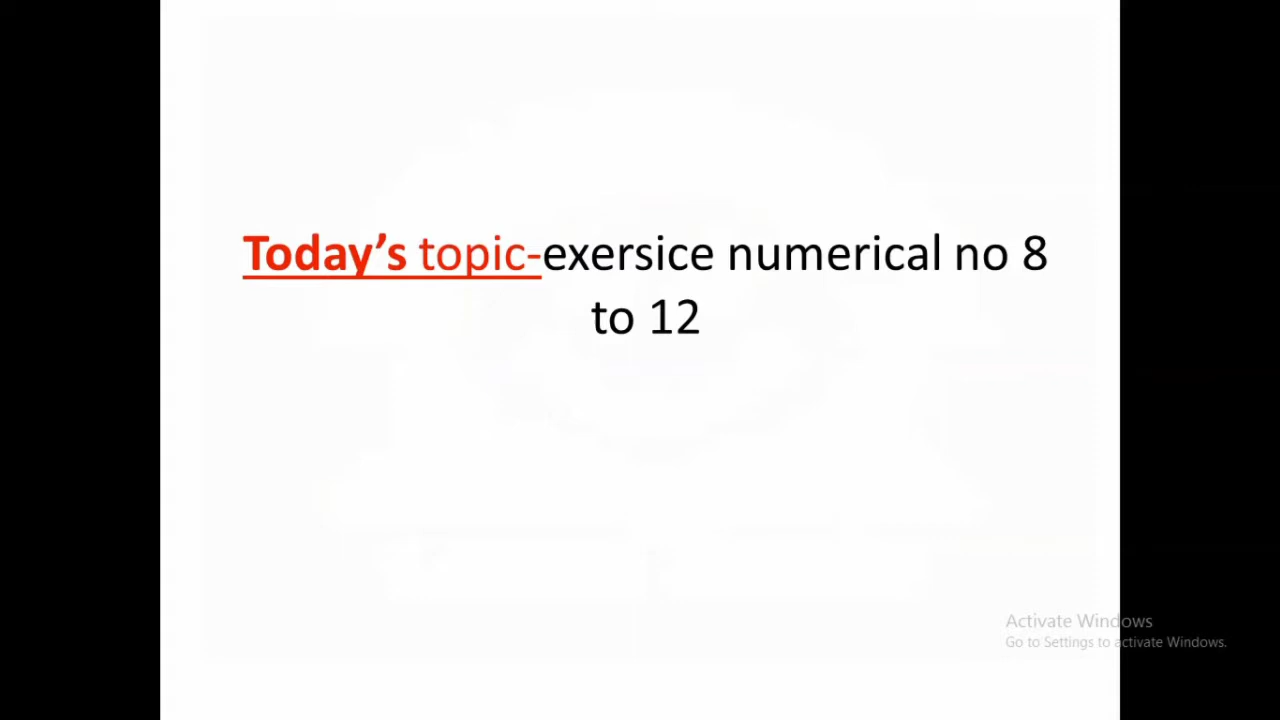 Today’s topic-exersice numerical no 8
to 12
Activate Windows
Go to Settings to activate Windows.